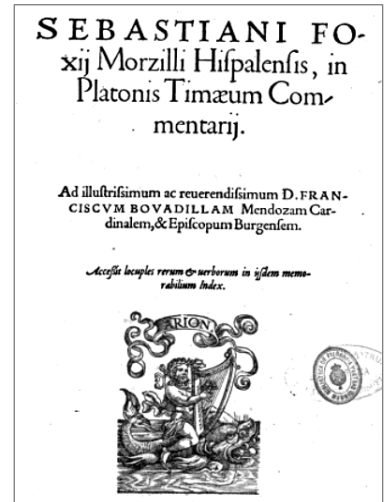 SEBASTIANI FO-
xij Morzilli Hiſpalenſis, in
Platonis Timæum Com-
mentarij.
Ad illuſtriſsimum ac reuerendiſsimum D. FRAN-
CISCVM BOVADILLAM Mendozam Car-
dinalem, & Epiſcopum Burgenſem.
Acceſsit locuples rerum & uerborum in ijſdem memo-
rabilium Index.
ARION